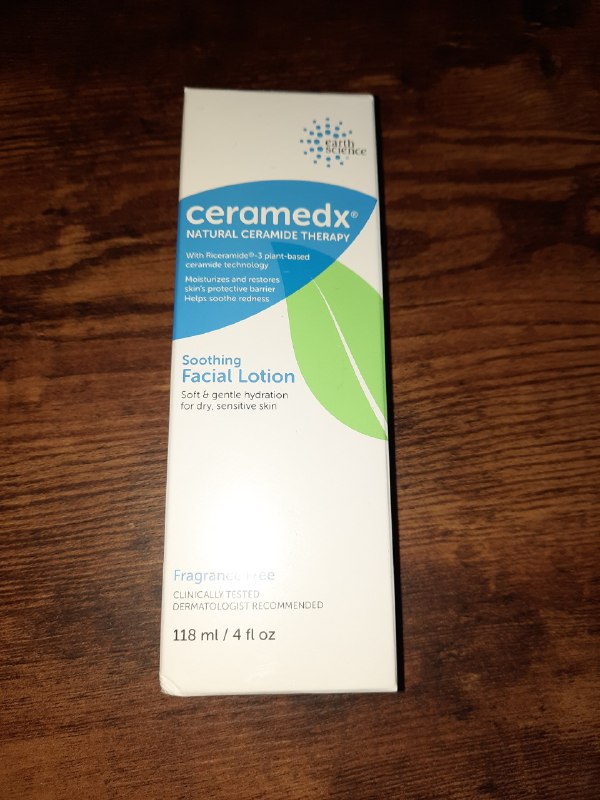 earth
science
ceramedx®
NATURAL CERAMIDE THERAPY
With Riceramide®-3 plant-based
ceramide technology
Moisturizes and restores
skin's protective barrier
Helps soothe redness
Soothing
Facial Lotion
Soft & gentle hydration
for dry, sensitive skin
Fragrance Free
CLINICALLY TESTED
DERMATOLOGIST RECOMMENDED
118 ml / 4 fl oz